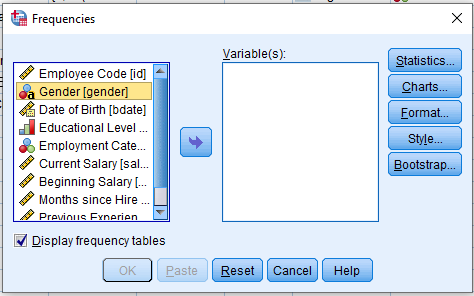 Frequencies
Variable(s):
Employee Code [id]
Gender [gender]
Date of Birth [bdate]
Educational Level ...
Employment Cate...
Current Salary [sal...
Beginning Salary [...
Months since Hire ...
Previous Experien...
Statistics...
Charts...
Format...
Style...
Bootstrap...
Display frequency tables
OK Paste Reset Cancel Help